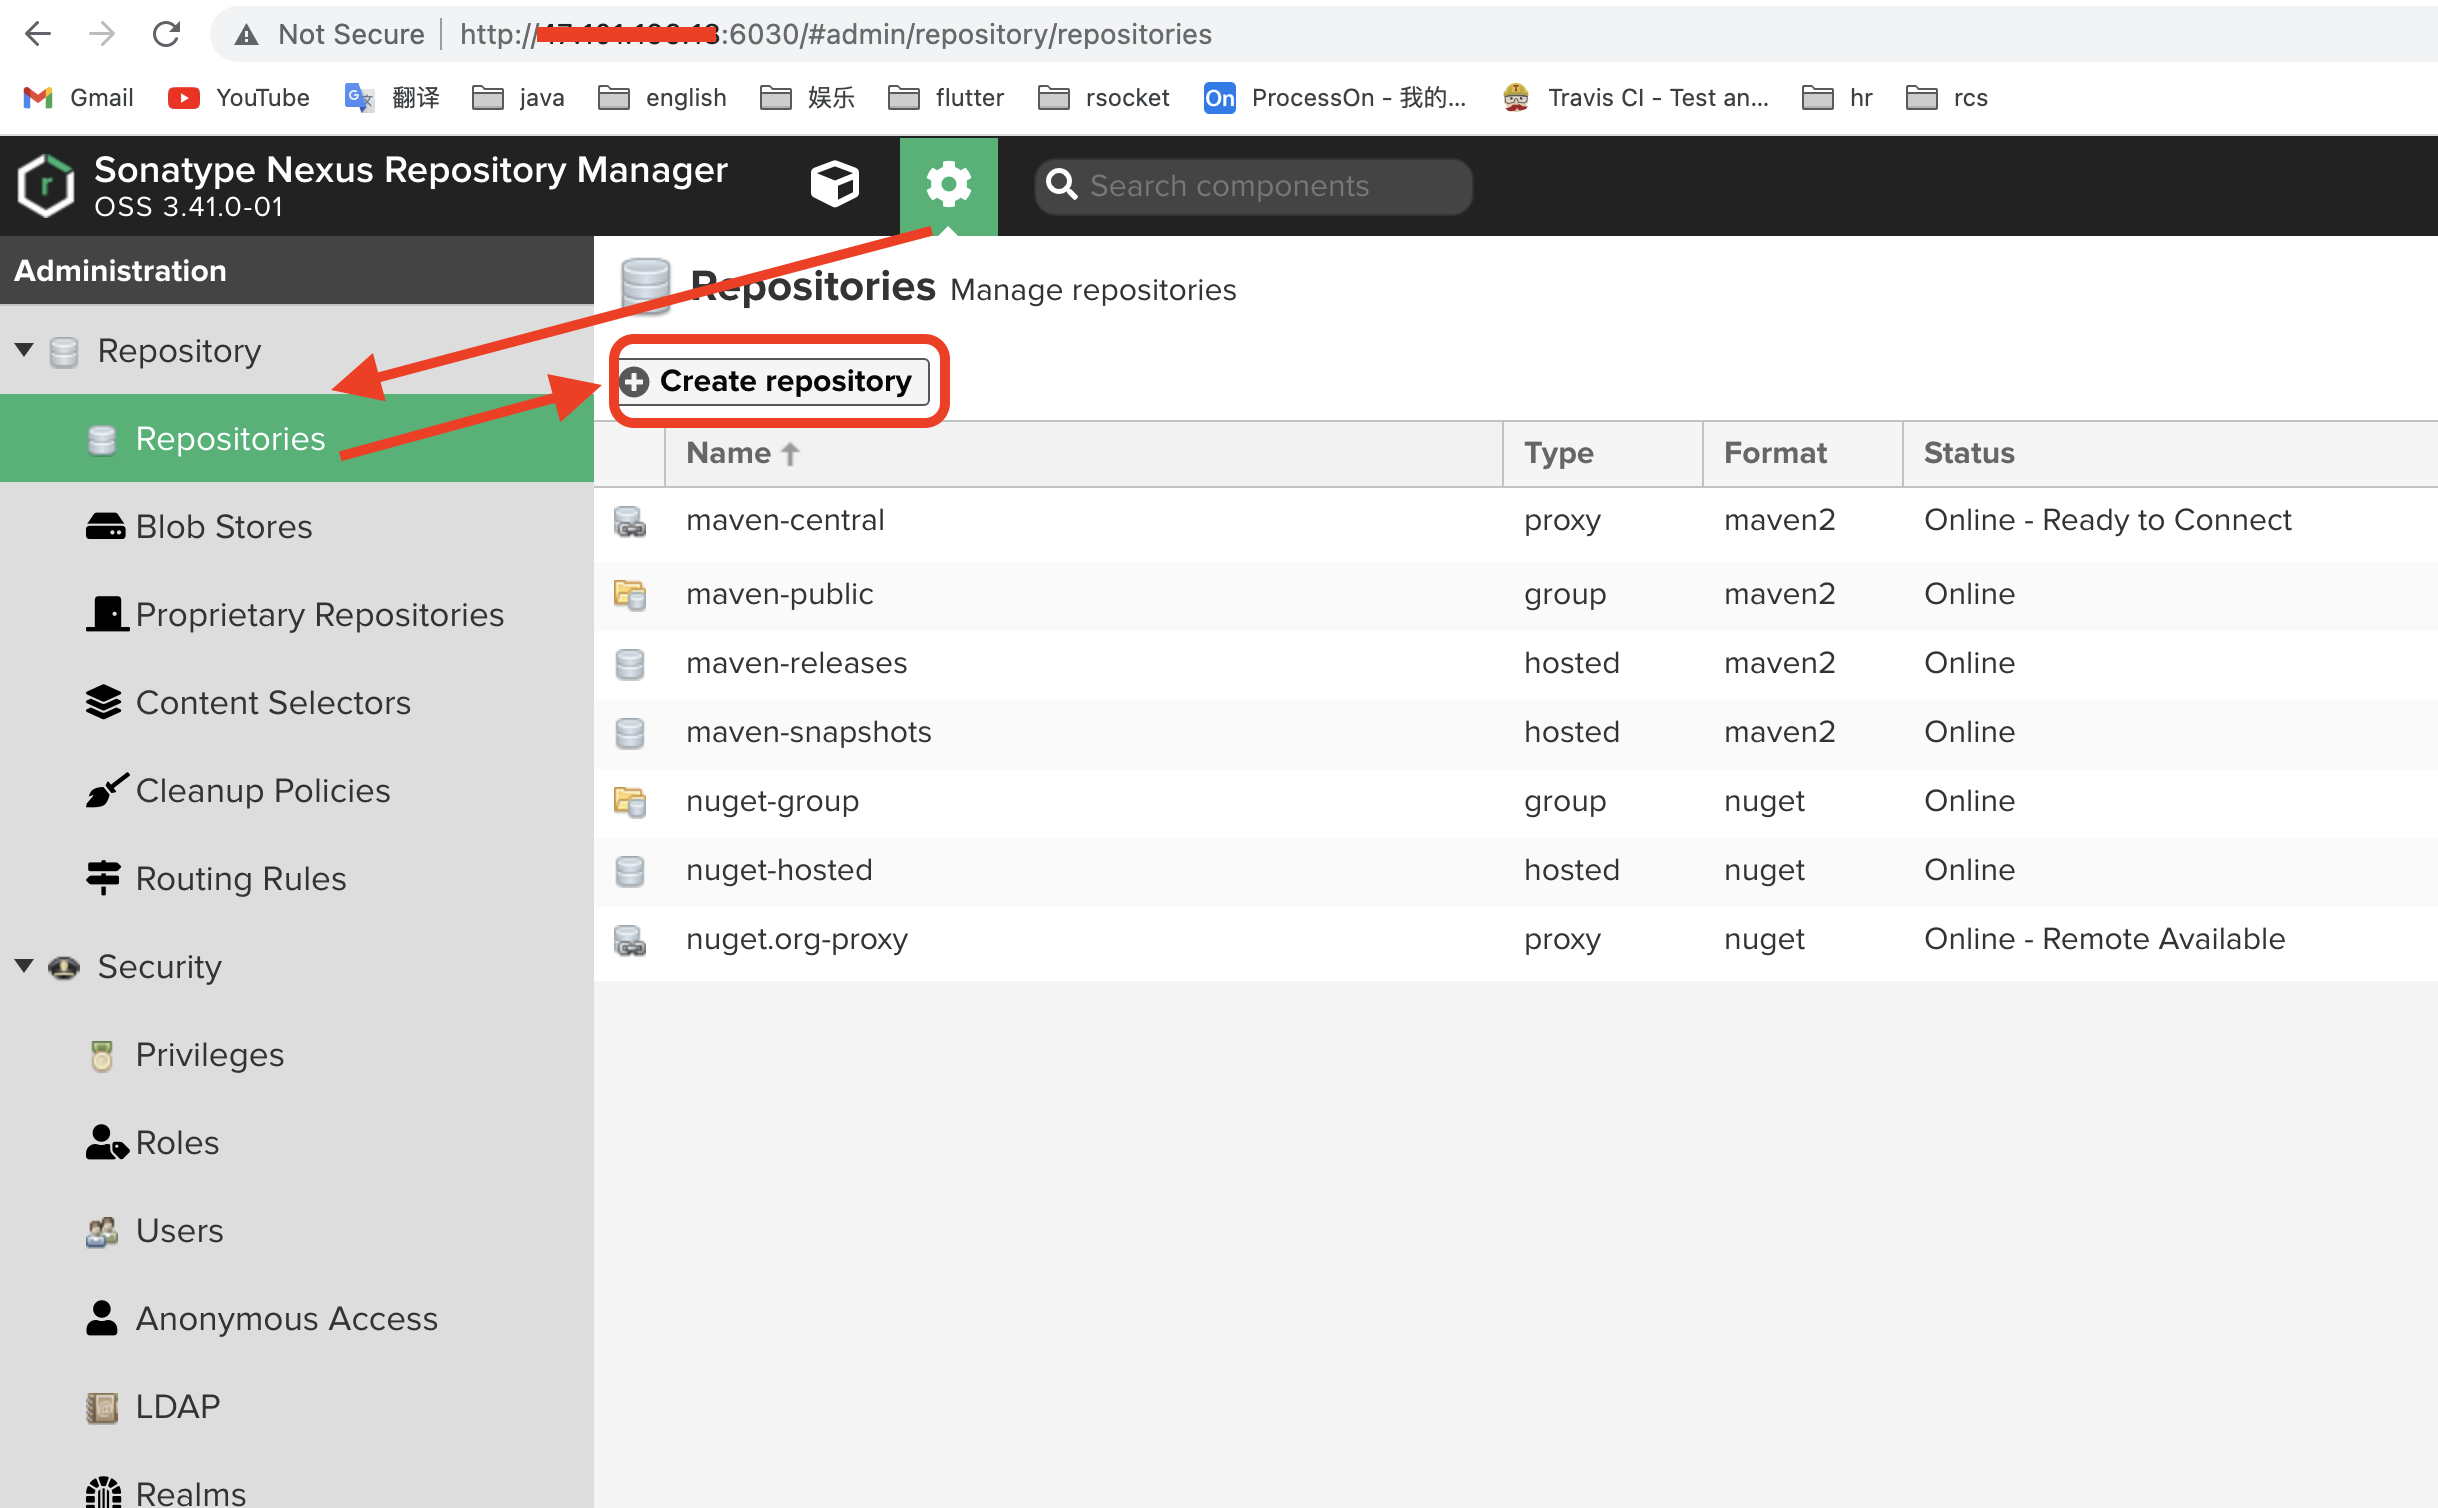 Not Secure http:// :6030/#admin/repository/repositories
Gmail YouTube 翻译 java english 娱乐 flutter rsocket On ProcessOn - 我的... Travis CI - Test an... hr rcs
Sonatype Nexus Repository Manager
OSS 3.41.0-01
Search components
Administration
Repositories Manage repositories
Repository
Create repository
Repositories
Name Type Format Status
Blob Stores
maven-central proxy maven2 Online - Ready to Connect
maven-public group maven2 Online
Proprietary Repositories
maven-releases hosted maven2 Online
Content Selectors
maven-snapshots hosted maven2 Online
Cleanup Policies
nuget-group group nuget Online
Routing Rules
nuget-hosted hosted nuget Online
nuget.org-proxy proxy nuget Online - Remote Available
Security
Privileges
Roles
Users
Anonymous Access
LDAP
Realms